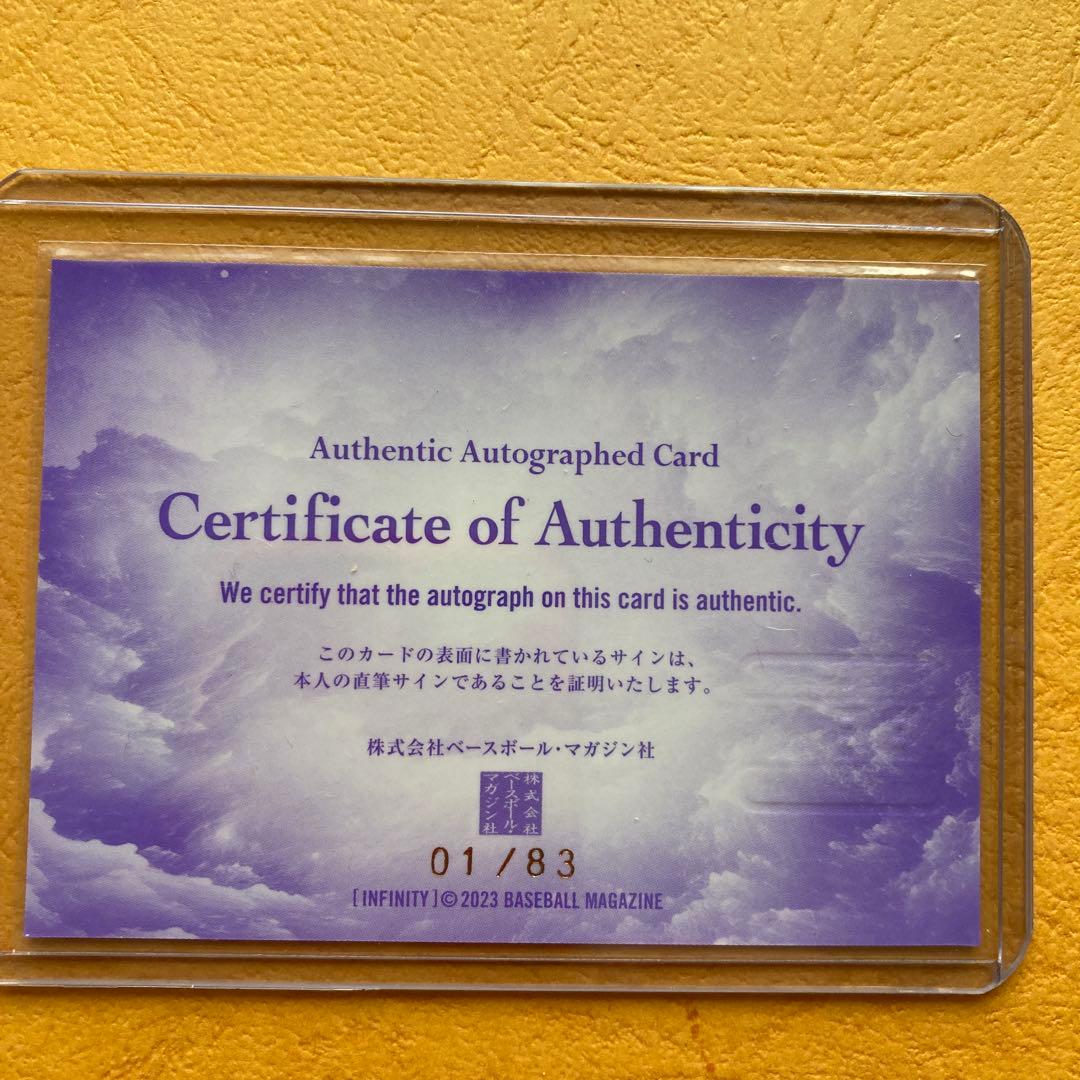 Authentic Autographed Card
Certificate of Authenticity
We certify that the autograph on this card is authentic.
このカードの表面に書かれているサインは、
本人の直筆サインであることを証明いたします。
株式会社ベースボール・マガジン社
株式会社
ベースボール・
マガジン社
01/83
[ INFINITY ] © 2023 BASEBALL MAGAZINE